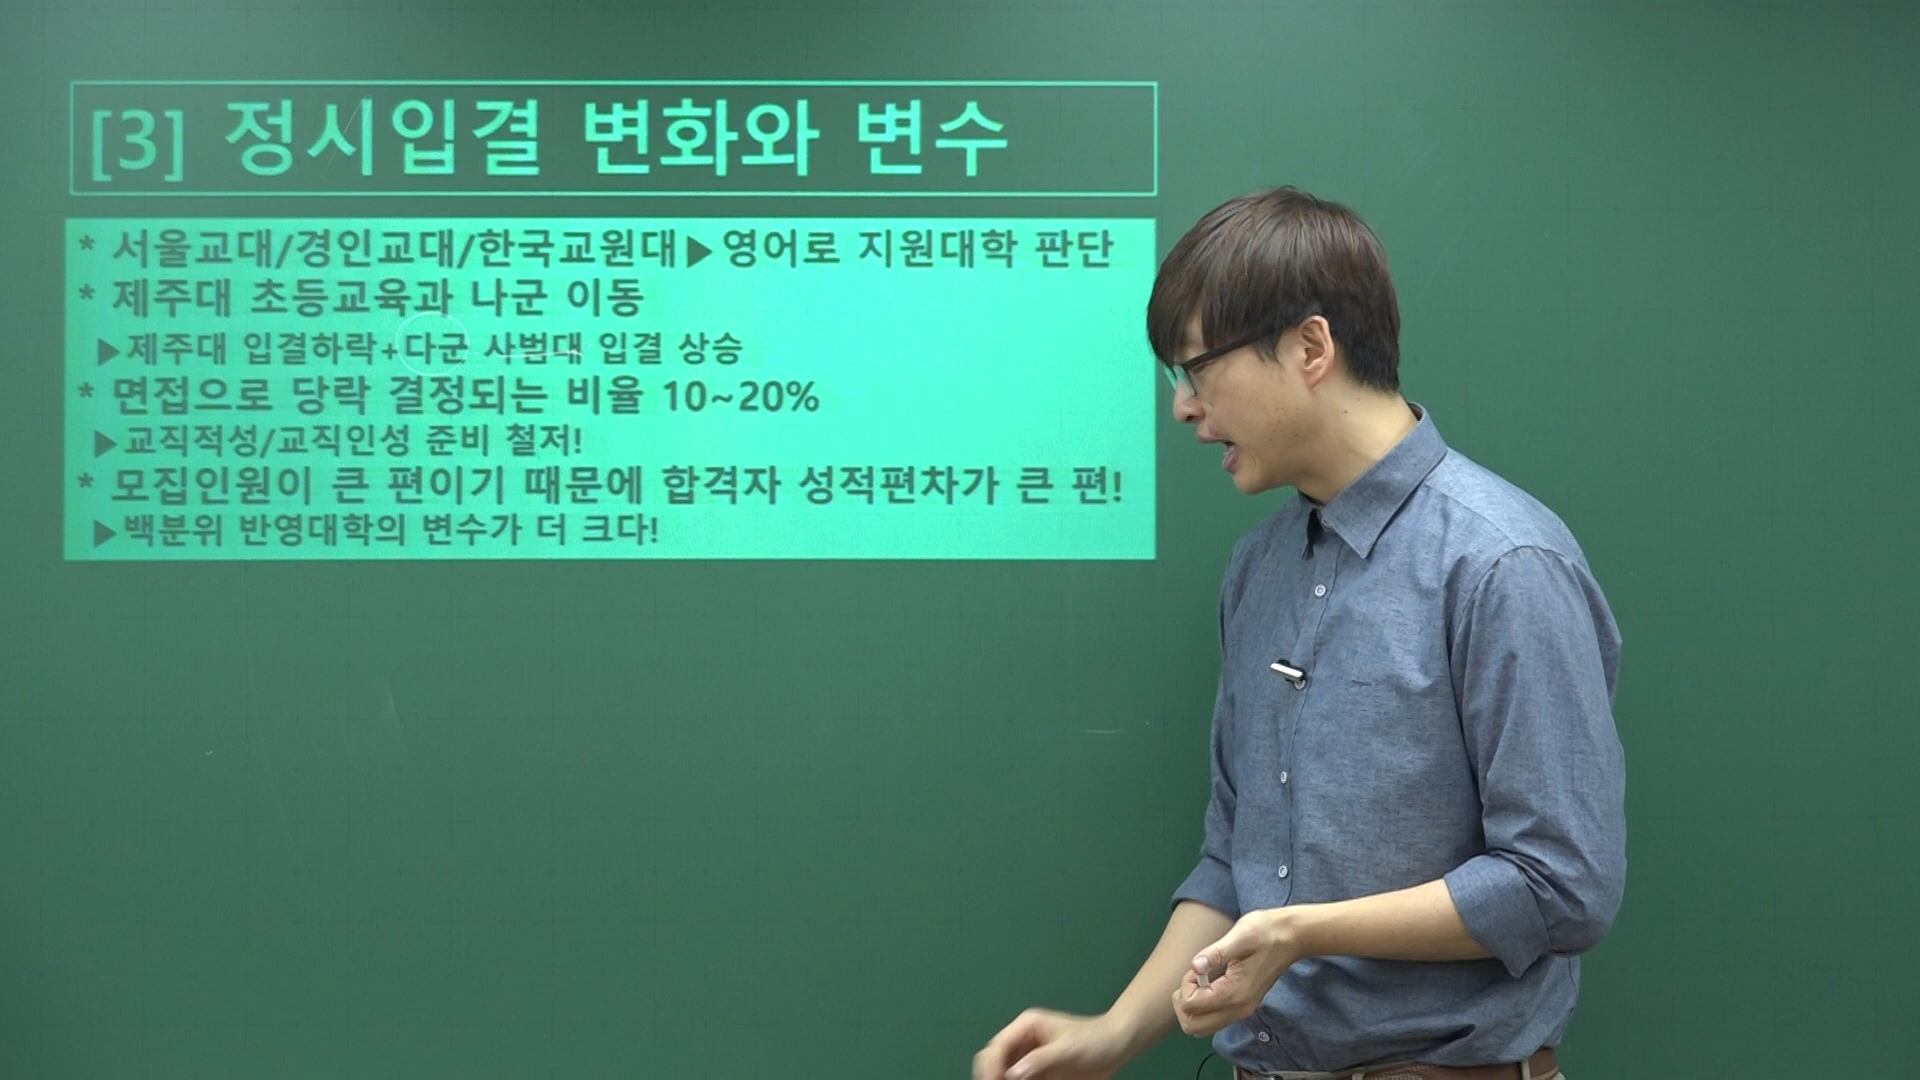 [3] 정시입결 변화와 변수
* 서울교대/경인교대/한국교원대▶영어로 지원대학 판단
* 제주대 초등교육과 나군 이동
▶제주대 입결하락+다군 사범대 입결 상승
* 면접으로 당락 결정되는 비율 10~20%
▶교직적성/교직인성 준비 철저!
* 모집인원이 큰 편이기 때문에 합격자 성적편차가 큰 편!
▶백분위 반영대학의 변수가 더 크다!